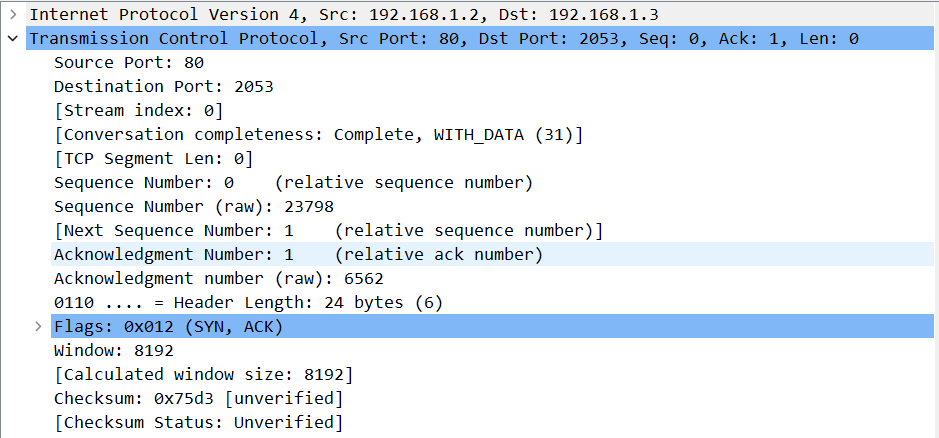 Internet Protocol Version 4, Src: 192.168.1.2, Dst: 192.168.1.3
Transmission Control Protocol, Src Port: 80, Dst Port: 2053, Seq: 0, Ack: 1, Len: 0
Source Port: 80
Destination Port: 2053
[Stream index: 0]
[Conversation completeness: Complete, WITH_DATA (31)]
[TCP Segment Len: 0]
Sequence Number: 0    (relative sequence number)
Sequence Number (raw): 23798
[Next Sequence Number: 1    (relative sequence number)]
Acknowledgment Number: 1    (relative ack number)
Acknowledgment number (raw): 6562
0110 .... = Header Length: 24 bytes (6)
Flags: 0x012 (SYN, ACK)
Window: 8192
[Calculated window size: 8192]
Checksum: 0x75d3 [unverified]
[Checksum Status: Unverified]